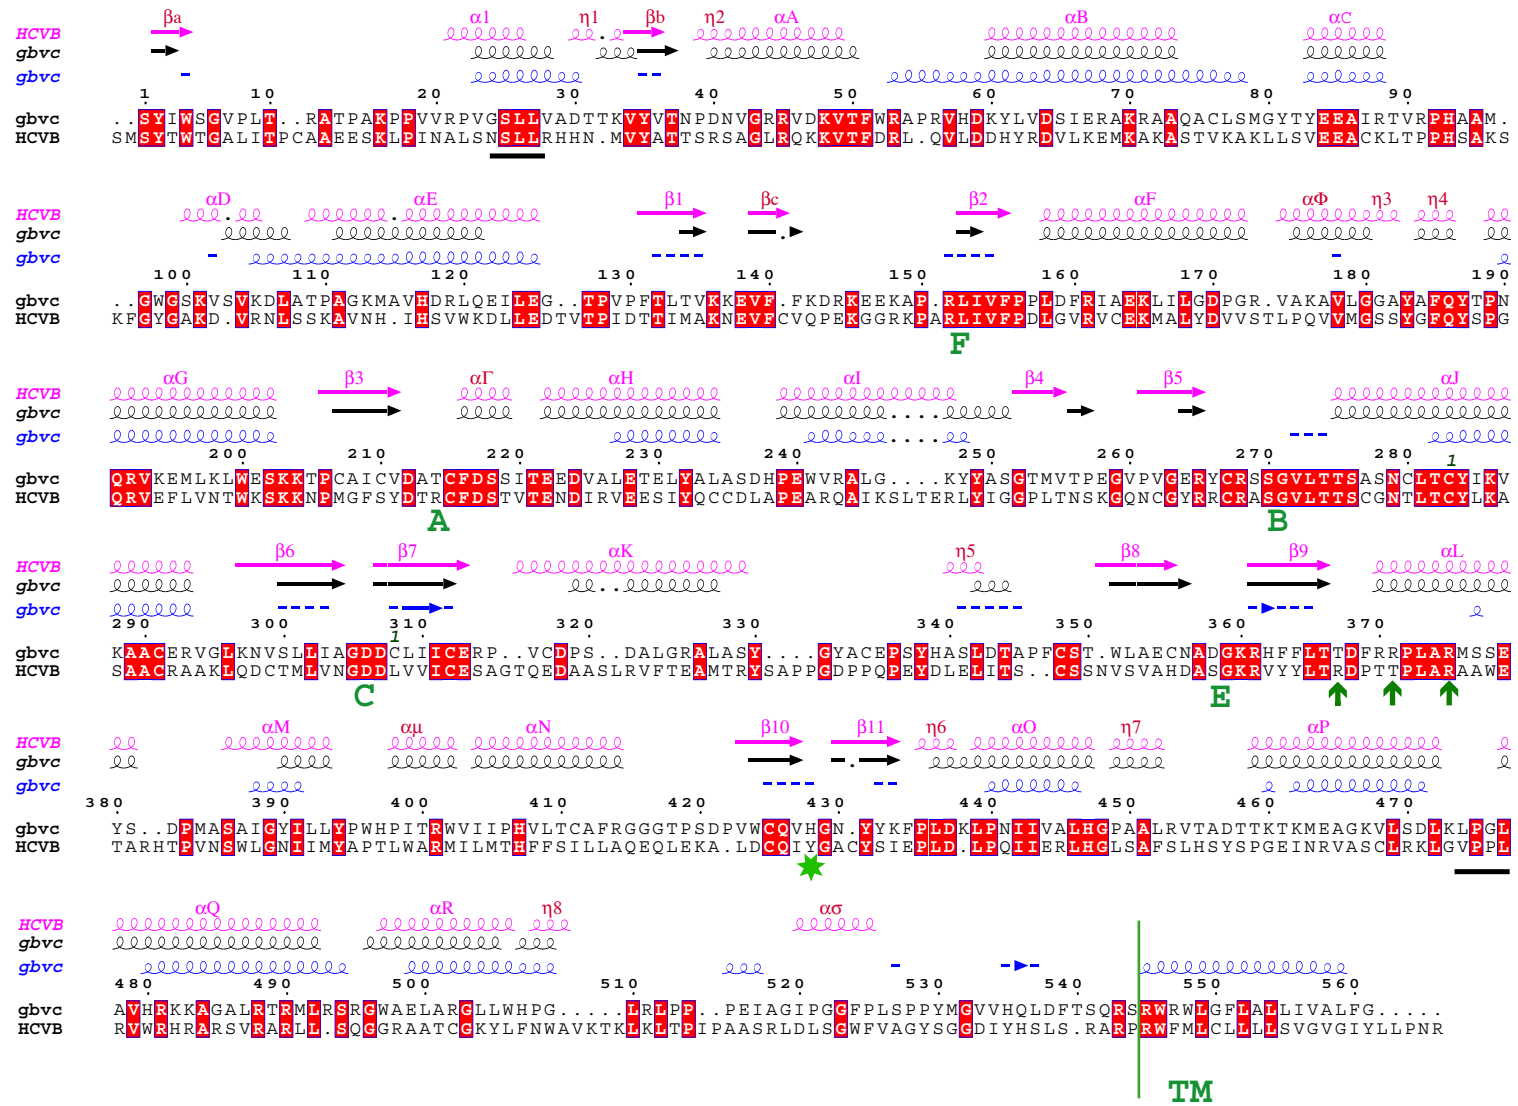 βa α1 η1 βb η2 αA αB αC
HCVB
gbvc
gbvc
1 10 20 30 40 50 60 70 80 90
gbvc ..SYIWSGVPLT..RATPAKPPVVRPVGSLLVADTTKVYVTNPDNVGRRVDKVTFWRAPRVHDKYLVDSIERAKRAAQACLSMGYTYEEAIRTVRPHAAM.
HCVB SMSYTWTGALITPCAAEESKLPINALSNSLLRHHN.MVYATTSRSAGLRQKKVTFDRL.QVLDDHYRDVLKEMKAKASTVKAKLLSVEEACKLTPPHSAKS
αD αE β1 βc β2 αF αΦ η3 η4
HCVB
gbvc
gbvc
100 110 120 130 140 150 160 170 180 190
gbvc ..GWGSKVSVKDLATPAGKMAVHDRLQEILEG..TPVPFTLTVKKEVF.FKDRKEEKAP.RLIVFPPLDFRIAEKLILGDPGR.VAKAVLGGAYAFQYTPN
HCVB KFGYGAKD.VRNLSSKAVNH.IHSVWKDLLEDTVTPIDTTIMAKNEVFCVQPEKGGRKPARLIVFPDLGVRVCEKMALYDVVSTLPQVVMGSSYGFQYSPG
F
αG β3 αΓ αH αI β4 β5 αJ
HCVB
gbvc
gbvc
200 210 220 230 240 250 260 270 280 1
gbvc QRVKEMLKLWESKKTPCAICVDATCFDSSITEEDVALETELYALASDHPEWVRALG....KYYASGTMVTPEGVPVGERYCRSSGVLTTSASNCLTCYIKV
HCVB QRVEFLVNTWKSKKNPMGFSYDTRCFDSTVTENDIRVEESIYQCCDLAPEARQAIKSLTERLYIGGPLTNSKGQNCGYRRCRASGVLTTSCGNTLTCYLKA
A B
β6 β7 αK η5 β8 β9 αL
HCVB
gbvc
gbvc
290 300 1 310 320 330 340 350 360 370
gbvc KAACERVGLKNVSLLIAGDDCLIICERP..VCDPS..DALGRALASY....GYACEPSYHASLDTAPFCST.WLAECNADGKRHFFLTTDFRRPLARMSSE
HCVB SAACRAAKLQDCTMLVNGDDLVVICESAGTQEDAASLRVFTEAMTRYSAPPGDPPQPEYDLELITS..CSSNVSVAHDASGKRVYYLTRDPTTPLARAAWE
C E
αM αμ αN β10 β11 η6 αO η7 αP
HCVB
gbvc
gbvc
380 390 400 410 420 430 440 450 460 470
gbvc YS..DPMASAIGYILLYPWHPITRWVIIPHVLTCAFRGGGTPSDPVWCQVHGN.YYKFPLDKLPNIIVALHGPAALRVTADTTKTKMEAGKVLSDLKLPGL
HCVB TARHTPVNSWLGNIIMYAPTLWARMILMTHFFSILLAQEQLEKA.LDCQIYGACYSIEPLD.LPQIIERLHGLSAFSLHSYSPGEINRVASCLRKLGVPPL
αQ αR η8 ασ
HCVB
gbvc
gbvc
480 490 500 510 520 530 540 550 560
gbvc AVHRKKAGALRTRMLRSRGWAELARGLLWHPG.....LRLPP..PEIAGIPGGFPLSPPYMGVVHQLDFTSQRSRWRWLGFLALLIVALFG.....
HCVB RVWRHRARSVRARLL.SQGGRAATCGKYLFNWAVKTKLKLTPIPAASRLDLSGWFVAGYSGGDIYHSLS.RARPRWFMLCLLLLSVGVGIYLLPNR
TM